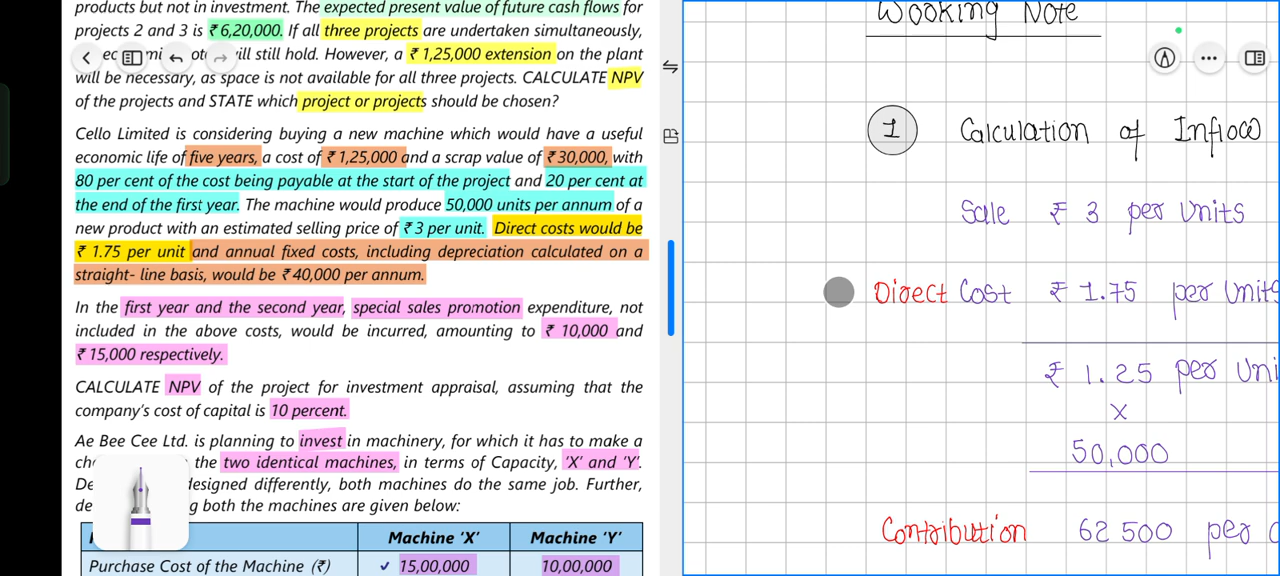 products but not in investment. The expected present value of future cash flows for
projects 2 and 3 is ₹ 6,20,000. If all three projects are undertaken simultaneously,
will still hold. However, a ₹ 1,25,000 extension on the plant
will be necessary, as space is not available for all three projects. CALCULATE NPV
of the projects and STATE which project or projects should be chosen?
Cello Limited is considering buying a new machine which would have a useful
economic life of five years, a cost of ₹ 1,25,000 and a scrap value of ₹ 30,000, with
80 per cent of the cost being payable at the start of the project and 20 per cent at
the end of the first year. The machine would produce 50,000 units per annum of a
new product with an estimated selling price of ₹ 3 per unit. Direct costs would be
₹ 1.75 per unit and annual fixed costs, including depreciation calculated on a
straight- line basis, would be ₹ 40,000 per annum.
In the first year and the second year, special sales promotion expenditure, not
included in the above costs, would be incurred, amounting to ₹ 10,000 and
₹ 15,000 respectively.
CALCULATE NPV of the project for investment appraisal, assuming that the
company's cost of capital is 10 percent.
Ae Bee Cee Ltd. is planning to invest in machinery, for which it has to make a
the two identical machines, in terms of Capacity, 'X' and 'Y'.
designed differently, both machines do the same job. Further,
both the machines are given below:
Machine 'X' Machine 'Y'
Purchase Cost of the Machine (₹) ✓ 15,00,000 10,00,000
Wooking Note
1 Calculation of Inflow
Sale ₹ 3 per Units
Direct Cost ₹ 1.75 per Units
₹ 1.25 per Uni
X
50,000
Contribution 62 500 per